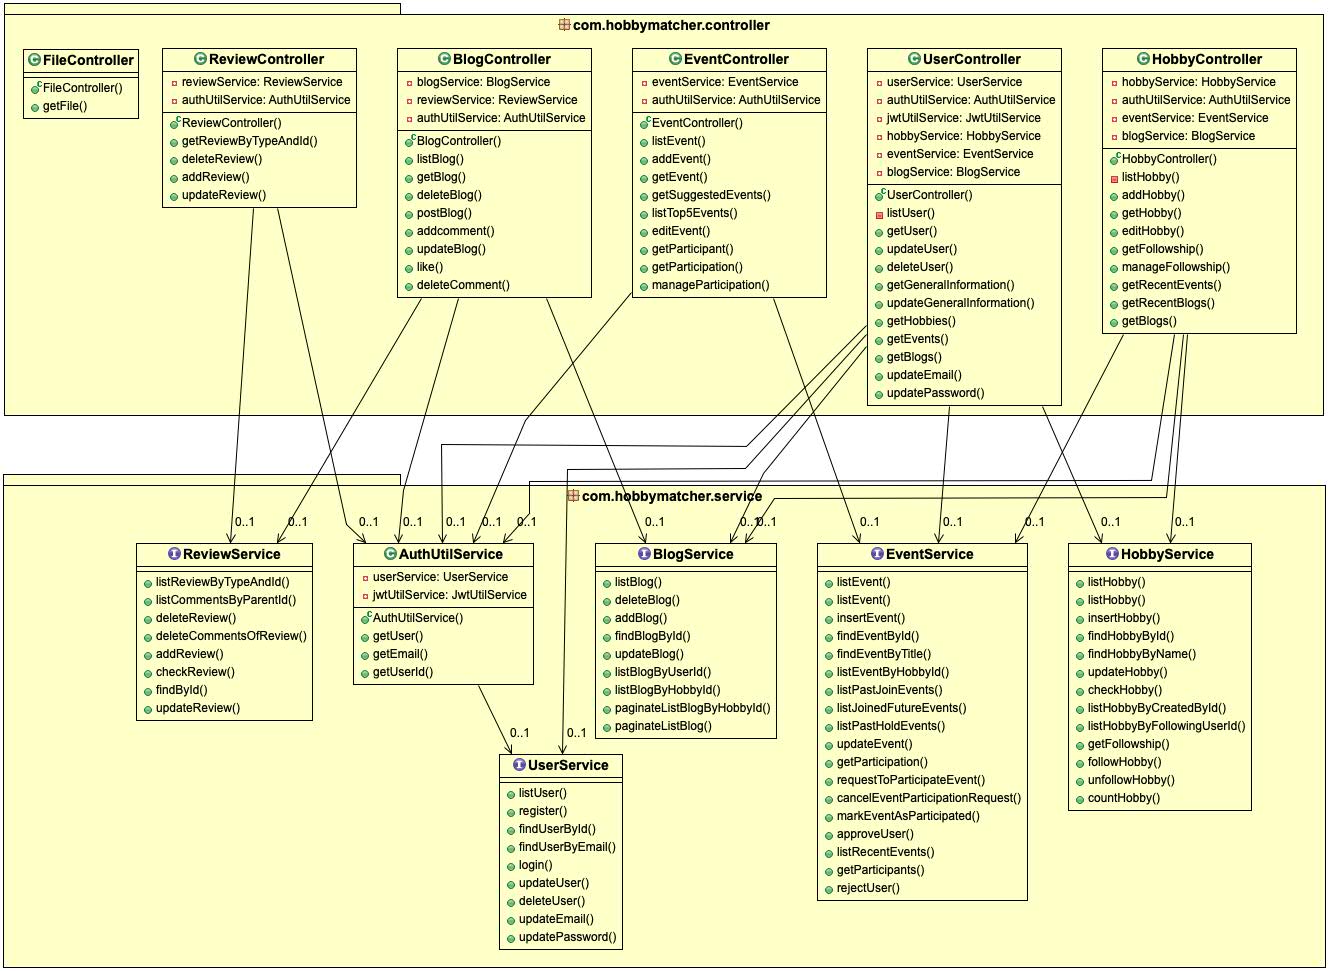 com.hobbymatcher.controller
FileController
FileController()
getFile()
ReviewController
reviewService: ReviewService
authUtilService: AuthUtilService
ReviewController()
getReviewByTypeAndId()
deleteReview()
addReview()
updateReview()
BlogController
blogService: BlogService
reviewService: ReviewService
authUtilService: AuthUtilService
BlogController()
listBlog()
getBlog()
deleteBlog()
postBlog()
addcomment()
updateBlog()
like()
deleteComment()
EventController
eventService: EventService
authUtilService: AuthUtilService
EventController()
listEvent()
addEvent()
getEvent()
getSuggestedEvents()
listTop5Events()
editEvent()
getParticipant()
getParticipation()
manageParticipation()
UserController
userService: UserService
authUtilService: AuthUtilService
jwtUtilService: JwtUtilService
hobbyService: HobbyService
eventService: EventService
blogService: BlogService
UserController()
listUser()
getUser()
updateUser()
deleteUser()
getGeneralInformation()
updateGeneralInformation()
getHobbies()
getEvents()
getBlogs()
updateEmail()
updatePassword()
HobbyController
hobbyService: HobbyService
authUtilService: AuthUtilService
eventService: EventService
blogService: BlogService
HobbyController()
listHobby()
addHobby()
getHobby()
editHobby()
getFollowship()
manageFollowship()
getRecentEvents()
getRecentBlogs()
getBlogs()
com.hobbymatcher.service
0..1
0..1
0..1
0..1
0..1
0..1
0..1
0..1
0..1
0..1
0..1
0..1
0..1
0..1
ReviewService
listReviewByTypeAndId()
listCommentsByParentId()
deleteReview()
deleteCommentsOfReview()
addReview()
checkReview()
findById()
updateReview()
AuthUtilService
userService: UserService
jwtUtilService: JwtUtilService
AuthUtilService()
getUser()
getEmail()
getUserId()
0..1
0..1
UserService
listUser()
register()
findUserById()
findUserByEmail()
login()
updateUser()
deleteUser()
updateEmail()
updatePassword()
BlogService
listBlog()
deleteBlog()
addBlog()
findBlogById()
updateBlog()
listBlogByUserId()
listBlogByHobbyId()
paginateListBlogByHobbyId()
paginateListBlog()
EventService
listEvent()
listEvent()
insertEvent()
findEventById()
findEventByTitle()
listEventByHobbyId()
listPastJoinEvents()
listJoinedFutureEvents()
listPastHoldEvents()
updateEvent()
getParticipation()
requestToParticipateEvent()
cancelEventParticipationRequest()
markEventAsParticipated()
approveUser()
listRecentEvents()
getParticipants()
rejectUser()
HobbyService
listHobby()
listHobby()
insertHobby()
findHobbyById()
findHobbyByName()
updateHobby()
checkHobby()
listHobbyByCreatedById()
listHobbyByFollowingUserId()
getFollowship()
followHobby()
unfollowHobby()
countHobby()